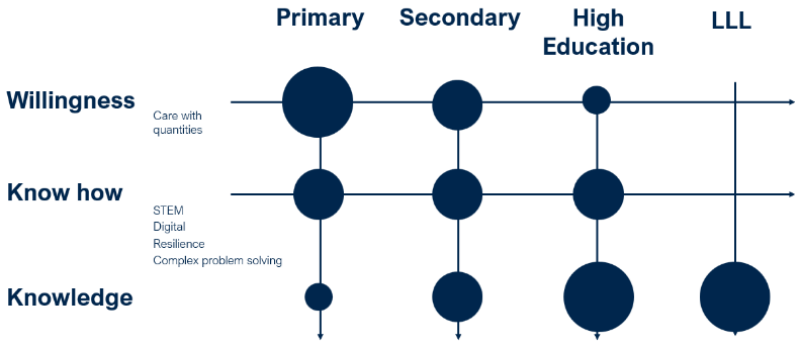 Primary
Secondary
High
Education
LLL
Willingness
Care with
quantities
Know how
STEM
Digital
Resilience
Complex problem solving
Knowledge